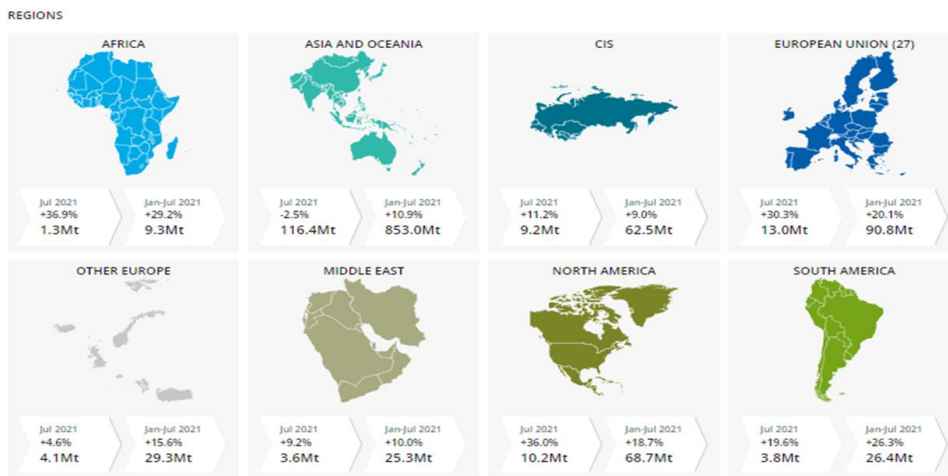 REGIONS
AFRICA
Jul 2021
+36.9%
1.3Mt
Jan-Jul 2021
+29.2%
9.3Mt
ASIA AND OCEANIA
Jul 2021
-2.5%
116.4Mt
Jan-Jul 2021
+10.9%
853.0Mt
CIS
Jul 2021
+11.2%
9.2Mt
Jan-Jul 2021
+9.0%
62.5Mt
EUROPEAN UNION (27)
Jul 2021
+30.3%
13.0Mt
Jan-Jul 2021
+20.1%
90.8Mt
OTHER EUROPE
Jul 2021
+4.6%
4.1Mt
Jan-Jul 2021
+15.6%
29.3Mt
MIDDLE EAST
Jul 2021
+9.2%
3.6Mt
Jan-Jul 2021
+10.0%
25.3Mt
NORTH AMERICA
Jul 2021
+36.0%
10.2Mt
Jan-Jul 2021
+18.7%
68.7Mt
SOUTH AMERICA
Jul 2021
+19.6%
3.8Mt
Jan-Jul 2021
+26.3%
26.4Mt